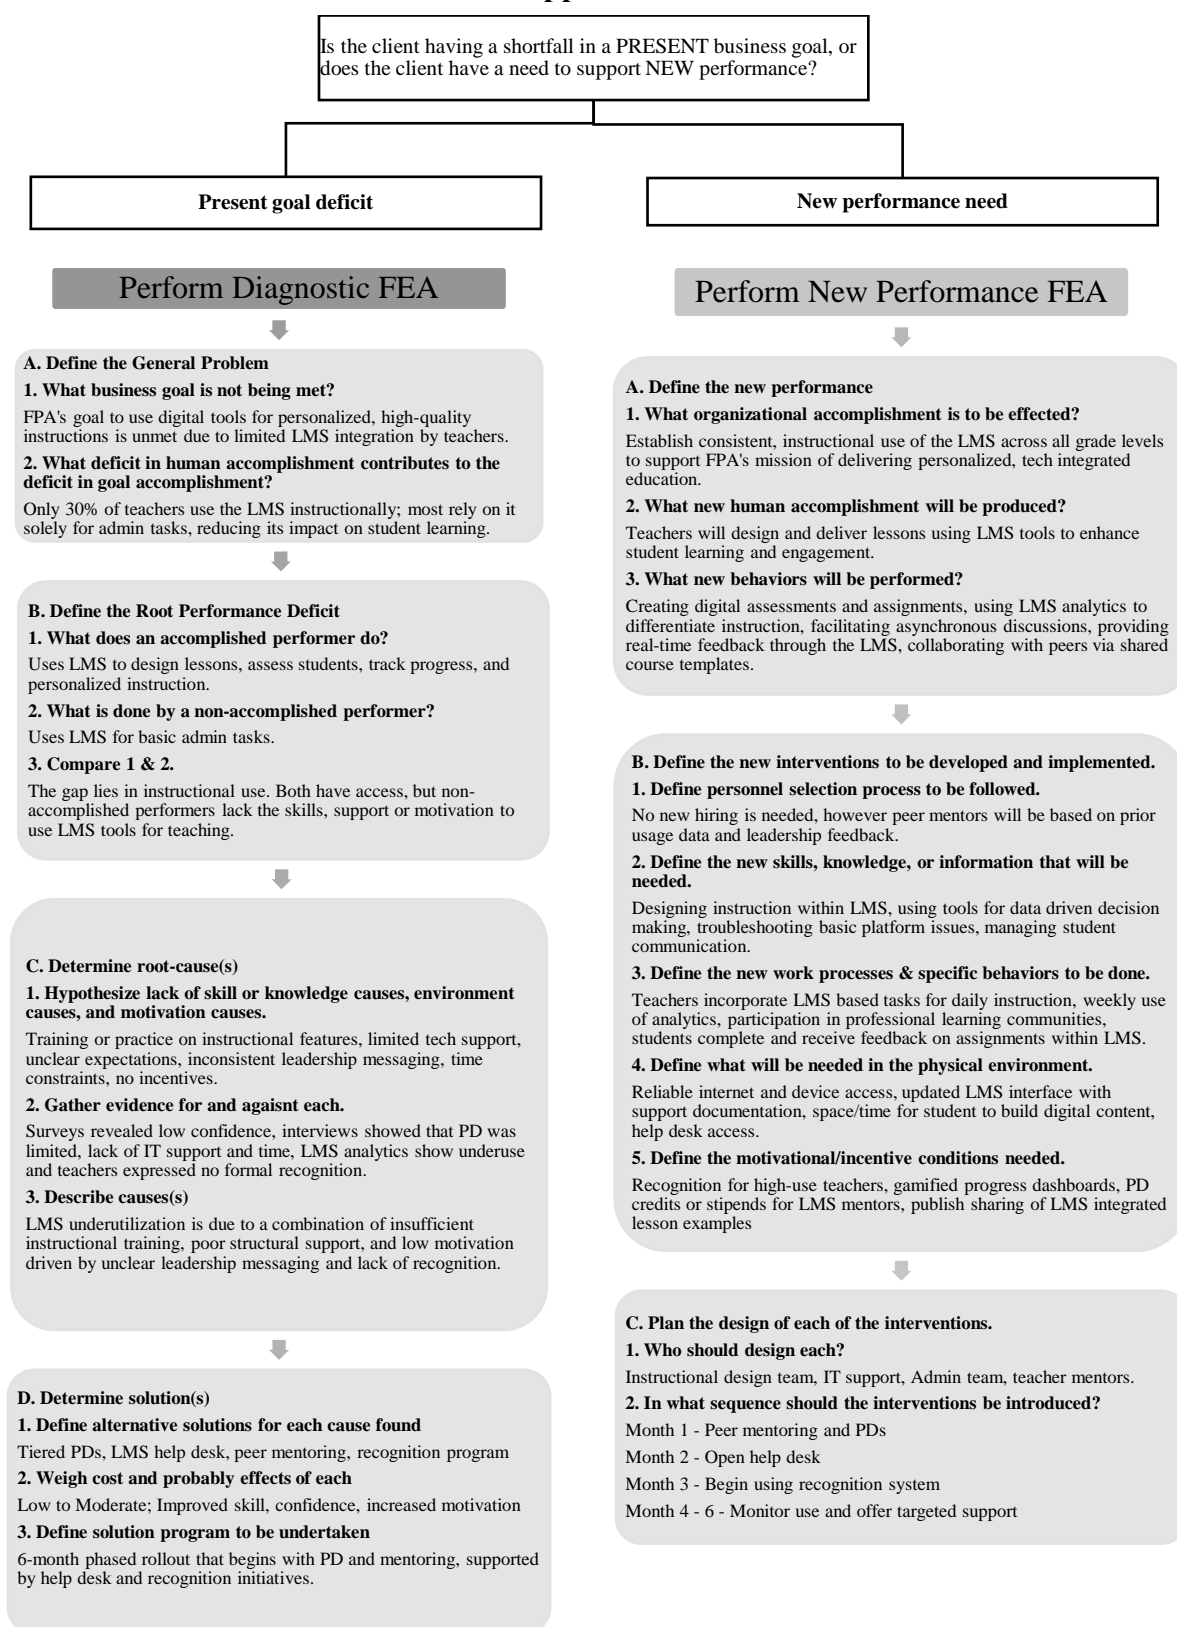 Is the client having a shortfall in a PRESENT business goal, or
does the client have a need to support NEW performance?
Present goal deficit
New performance need
Perform Diagnostic FEA
A. Define the General Problem
1. What business goal is not being met?
FPA's goal to use digital tools for personalized, high-quality
instructions is unmet due to limited LMS integration by teachers.
2. What deficit in human accomplishment contributes to the
deficit in goal accomplishment?
Only 30% of teachers use the LMS instructionally; most rely on it
solely for admin tasks, reducing its impact on student learning.
B. Define the Root Performance Deficit
1. What does an accomplished performer do?
Uses LMS to design lessons, assess students, track progress, and
personalized instruction.
2. What is done by a non-accomplished performer?
Uses LMS for basic admin tasks.
3. Compare 1 & 2.
The gap lies in instructional use. Both have access, but non-
accomplished performers lack the skills, support or motivation to
use LMS tools for teaching.
C. Determine root-cause(s)
1. Hypothesize lack of skill or knowledge causes, environment
causes, and motivation causes.
Training or practice on instructional features, limited tech support,
unclear expectations, inconsistent leadership messaging, time
constraints, no incentives.
2. Gather evidence for and agaisnt each.
Surveys revealed low confidence, interviews showed that PD was
limited, lack of IT support and time, LMS analytics show underuse
and teachers expressed no formal recognition.
3. Describe causes(s)
LMS underutilization is due to a combination of insufficient
instructional training, poor structural support, and low motivation
driven by unclear leadership messaging and lack of recognition.
D. Determine solution(s)
1. Define alternative solutions for each cause found
Tiered PDs, LMS help desk, peer mentoring, recognition program
2. Weigh cost and probably effects of each
Low to Moderate; Improved skill, confidence, increased motivation
3. Define solution program to be undertaken
6-month phased rollout that begins with PD and mentoring, supported
by help desk and recognition initiatives.
Perform New Performance FEA
A. Define the new performance
1. What organizational accomplishment is to be effected?
Establish consistent, instructional use of the LMS across all grade levels
to support FPA's mission of delivering personalized, tech integrated
education.
2. What new human accomplishment will be produced?
Teachers will design and deliver lessons using LMS tools to enhance
student learning and engagement.
3. What new behaviors will be performed?
Creating digital assessments and assignments, using LMS analytics to
differentiate instruction, facilitating asynchronous discussions, providing
real-time feedback through the LMS, collaborating with peers via shared
course templates.
B. Define the new interventions to be developed and implemented.
1. Define personnel selection process to be followed.
No new hiring is needed, however peer mentors will be based on prior
usage data and leadership feedback.
2. Define the new skills, knowledge, or information that will be
needed.
Designing instruction within LMS, using tools for data driven decision
making, troubleshooting basic platform issues, managing student
communication.
3. Define the new work processes & specific behaviors to be done.
Teachers incorporate LMS based tasks for daily instruction, weekly use
of analytics, participation in professional learning communities,
students complete and receive feedback on assignments within LMS.
4. Define what will be needed in the physical environment.
Reliable internet and device access, updated LMS interface with
support documentation, space/time for student to build digital content,
help desk access.
5. Define the motivational/incentive conditions needed.
Recognition for high-use teachers, gamified progress dashboards, PD
credits or stipends for LMS mentors, publish sharing of LMS integrated
lesson examples
C. Plan the design of each of the interventions.
1. Who should design each?
Instructional design team, IT support, Admin team, teacher mentors.
2. In what sequence should the interventions be introduced?
Month 1 - Peer mentoring and PDs
Month 2 - Open help desk
Month 3 - Begin using recognition system
Month 4 - 6 - Monitor use and offer targeted support